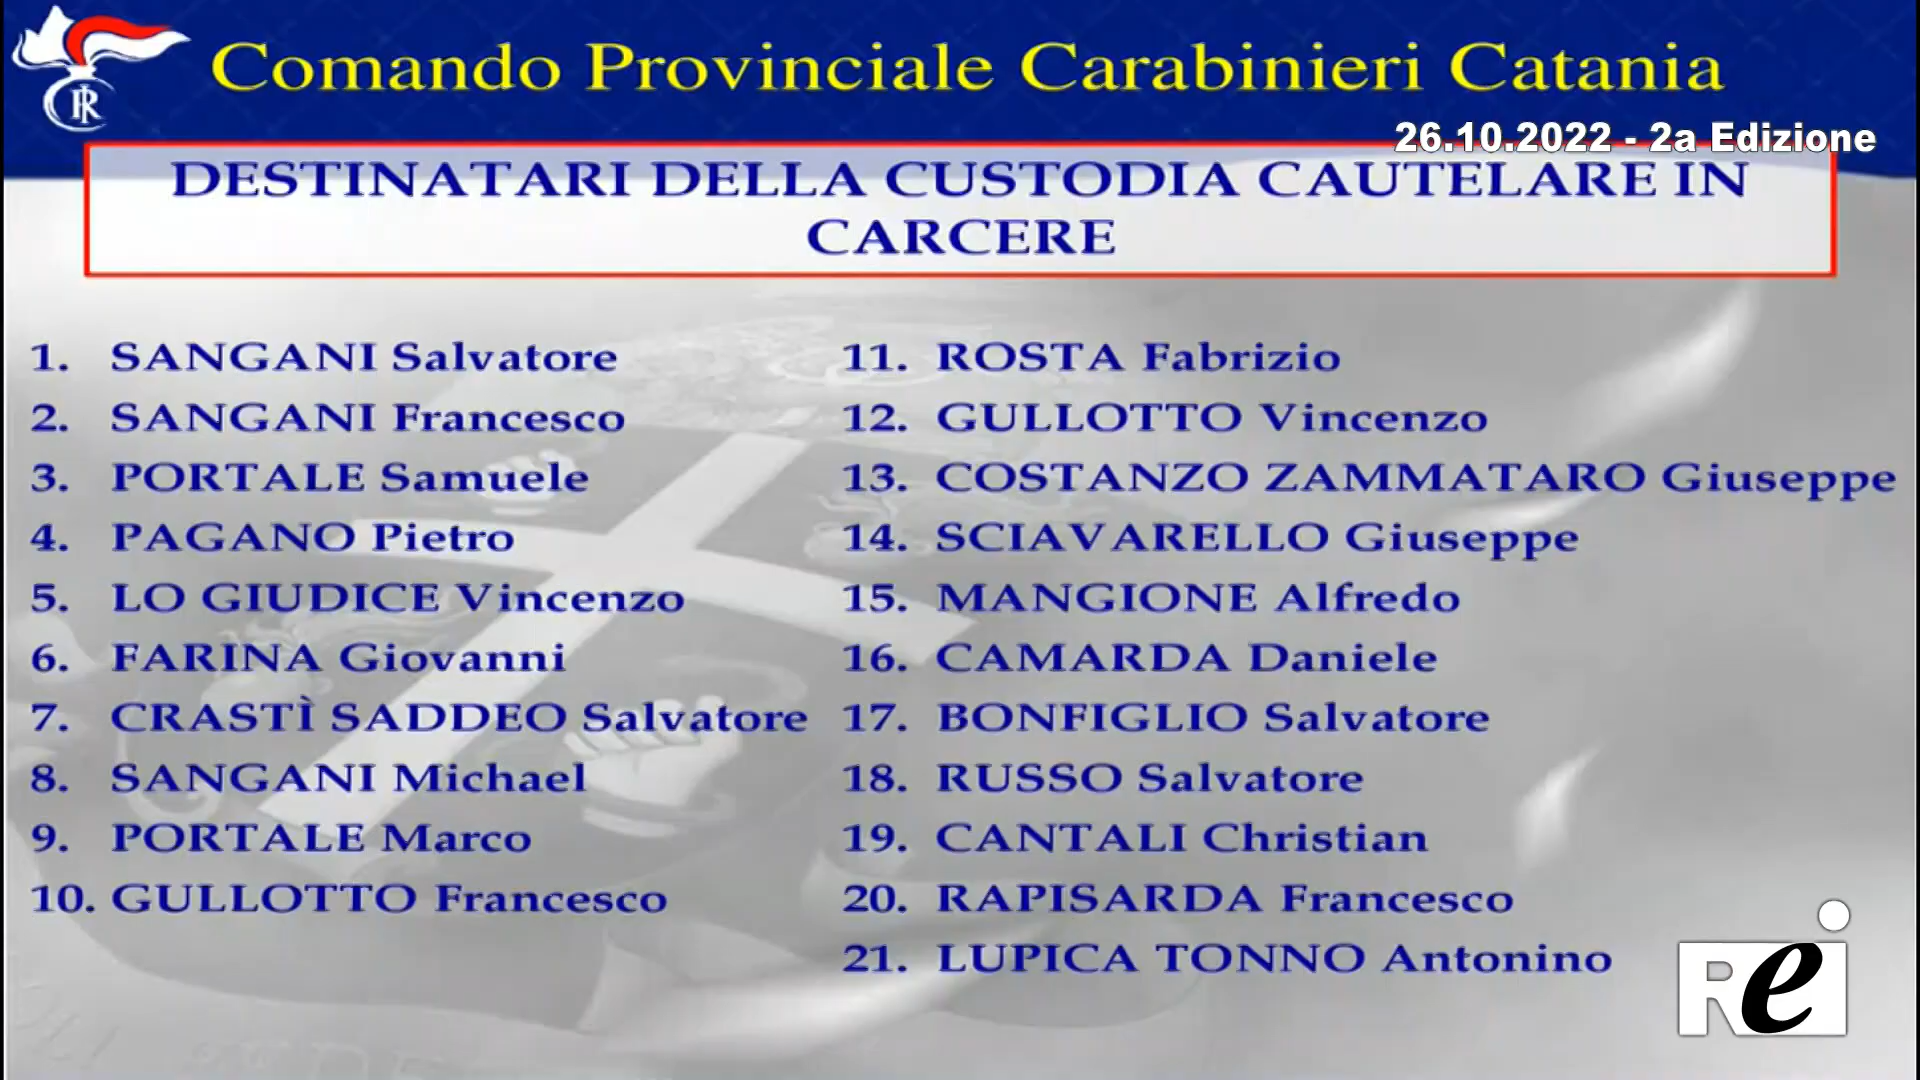 Comando Provinciale Carabinieri Catania
26.10.2022 - 2a Edizione
DESTINATARI DELLA CUSTODIA CAUTELARE IN
CARCERE
1. SANGANI Salvatore
2. SANGANI Francesco
3. PORTALE Samuele
4. PAGANO Pietro
5. LO GIUDICE Vincenzo
6. FARINA Giovanni
7. CRASTÌ SADDEO Salvatore
8. SANGANI Michael
9. PORTALE Marco
10. GULLOTTO Francesco
11. ROSTA Fabrizio
12. GULLOTTO Vincenzo
13. COSTANZO ZAMMATARO Giuseppe
14. SCIAVARELLO Giuseppe
15. MANGIONE Alfredo
16. CAMARDA Daniele
17. BONFIGLIO Salvatore
18. RUSSO Salvatore
19. CANTALI Christian
20. RAPISARDA Francesco
21. LUPICA TONNO Antonino
Rei